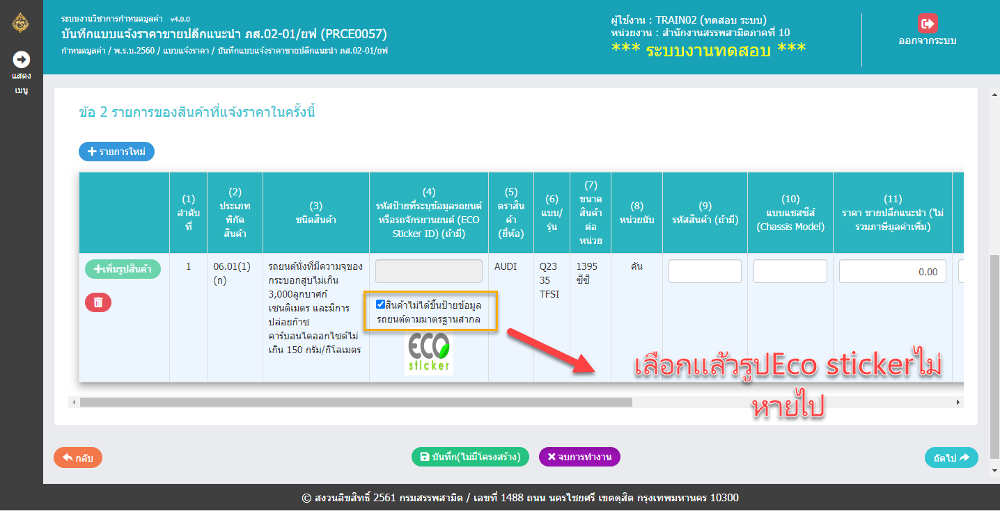 ระบบงานวิชาการกำหนดมูลค่า v4.0.0
บันทึกแบบแจ้งราคาขายปลีกแนะนำ ภส.02-01/ยฟ (PRCE0057)
กำหนดมูลค่า / พ.ร.บ.2560 / แบบแจ้งราคา / บันทึกแบบแจ้งราคาขายปลีกแนะนำ ภส.02-01/ยฟ
ผู้ใช้งาน : TRAIN02 (ทดสอบ ระบบ)
หน่วยงาน : สำนักงานสรรพสามิตภาคที่ 10
*** ระบบงานทดสอบ ***
ออกจากระบบ
แสดง
เมนู
ข้อ 2 รายการของสินค้าที่แจ้งราคาในครั้งนี้
รายการใหม่
(1)
ลำดับ
ที่
(2)
ประเภท
พิกัด
สินค้า
(3)
ชนิดสินค้า
(4)
รหัสป้ายที่ระบุข้อมูลรถยนต์
หรือรถจักรยานยนต์ (ECO
Sticker ID) (ถ้ามี)
(5)
ตราสิน
ค้า
(ยี่ห้อ)
(6)
แบบ/
รุ่น
(7)
ขนาด
สินค้า
ต่อ
หน่วย
(8)
หน่วยนับ
(9)
รหัสสินค้า (ถ้ามี)
(10)
แบบแชสซีส์
(Chassis Model)
(11)
ราคา ขายปลีกแนะนำ (ไม่
รวมภาษีมูลค่าเพิ่ม)
เพิ่มรูปสินค้า
1
06.01(1)
(ก)
รถยนต์นั่งที่มีความจุของ
กระบอกสูบไม่เกิน
3,000ลูกบาศก์
เซนติเมตร และมีการ
ปล่อยก๊าซ
คาร์บอนไดออกไซด์ไม่
เกิน 150 กรัม/กิโลเมตร
สินค้าไม่ได้ขึ้นป้ายข้อมูล
รถยนต์ตามมาตรฐานสากล
ECO
sticker
AUDI
Q23
35
TFSI
1395
ซีซี
คัน
0.00
เลือกแล้วรูปEco stickerไม่
หายไป
กลับ
บันทึก(ไม่มีโครงสร้าง)
จบการทำงาน
ถัดไป
© สงวนลิขสิทธิ์ 2561 กรมสรรพสามิต / เลขที่ 1488 ถนน นครไชยศรี เขตดุสิต กรุงเทพมหานคร 10300